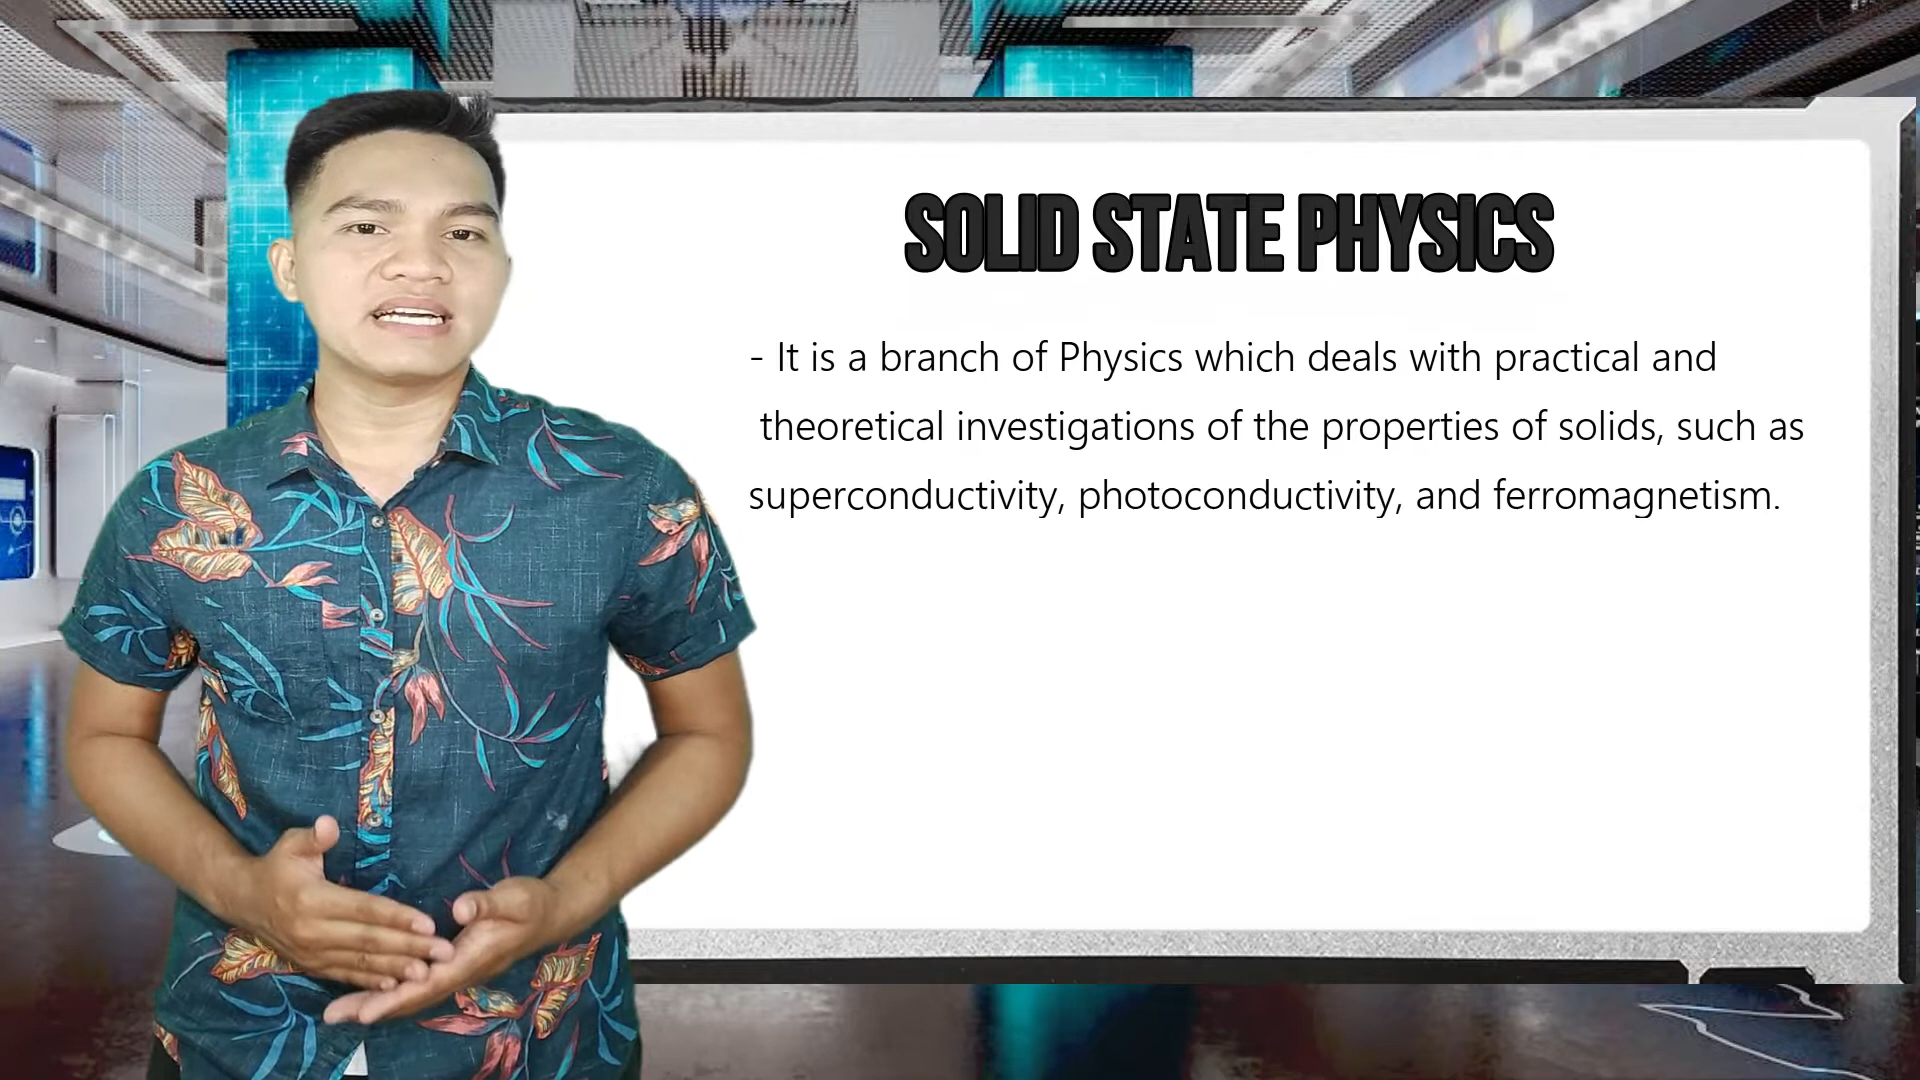 SOLID STATE PHYSICS
- It is a branch of Physics which deals with practical and
theoretical investigations of the properties of solids, such as
superconductivity, photoconductivity, and ferromagnetism.